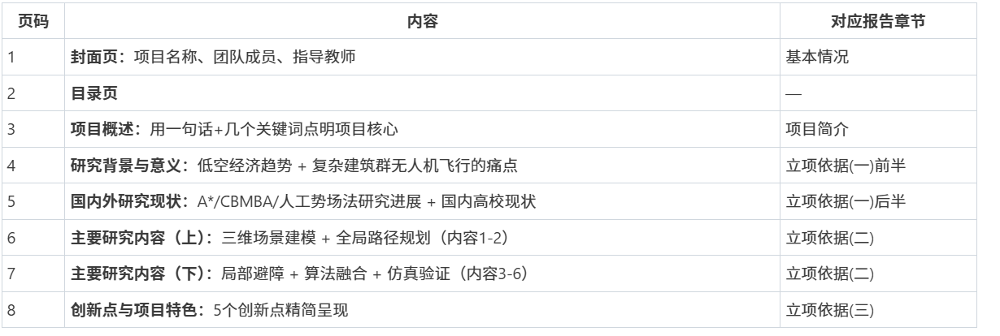 页码 内容 对应报告章节
1 封面页：项目名称、团队成员、指导教师 基本情况
2 目录页 —
3 项目概述：用一句话+几个关键词点明项目核心 项目简介
4 研究背景与意义：低空经济趋势 + 复杂建筑群无人机飞行的痛点 立项依据(一)前半
5 国内外研究现状：A*/CBMBA/人工势场法研究进展 + 国内高校现状 立项依据(一)后半
6 主要研究内容（上）：三维场景建模 + 全局路径规划（内容1-2） 立项依据(二)
7 主要研究内容（下）：局部避障 + 算法融合 + 仿真验证（内容3-6） 立项依据(二)
8 创新点与项目特色：5个创新点精简呈现 立项依据(三)